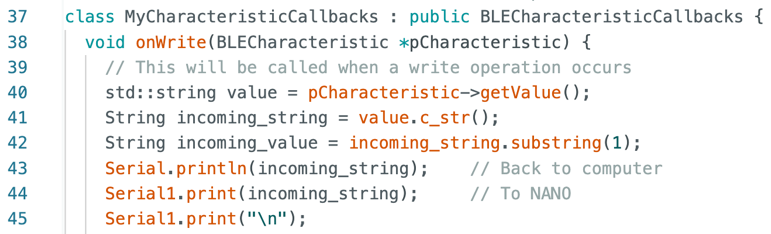 37 class MyCharacteristicCallbacks : public BLECharacteristicCallbacks {
38   void onWrite(BLECharacteristic *pCharacteristic) {
39     // This will be called when a write operation occurs
40     std::string value = pCharacteristic->getValue();
41     String incoming_string = value.c_str();
42     String incoming_value = incoming_string.substring(1);
43     Serial.println(incoming_string);    // Back to computer
44     Serial1.print(incoming_string);     // To NANO
45     Serial1.print("\n");